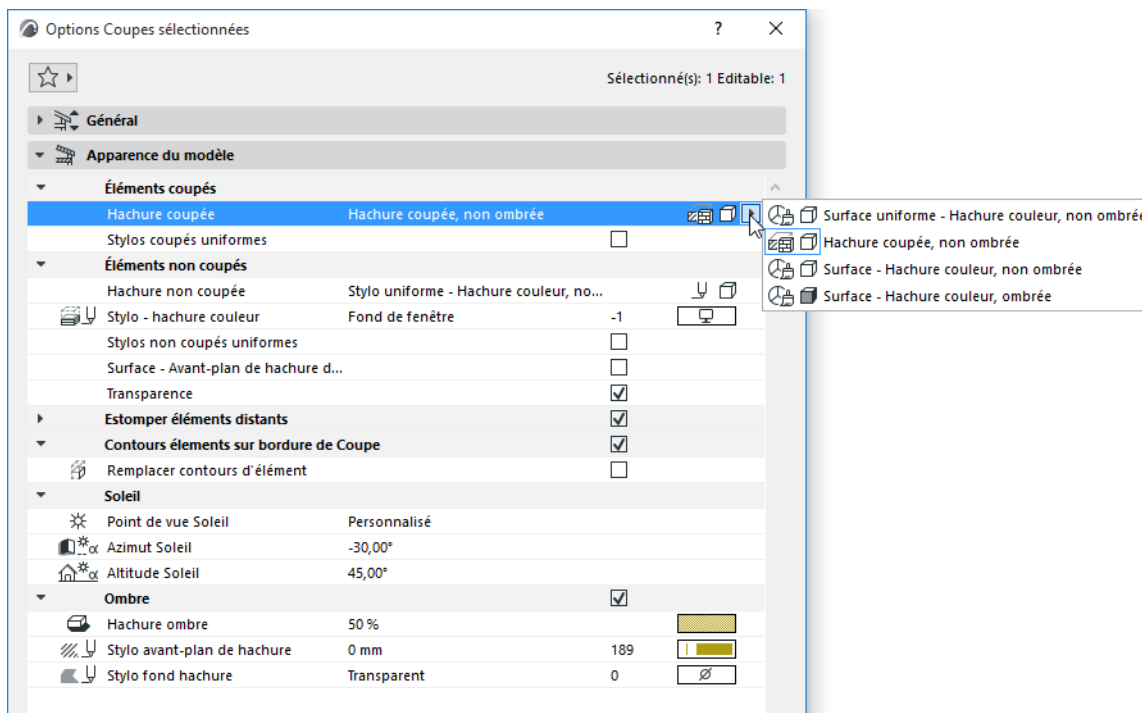 Options Coupes sélectionnées ?
Sélectionné(s): 1 Editable: 1
Général
Apparence du modèle
Éléments coupés
Hachure coupée Hachure coupée, non ombrée
Stylos coupés uniformes
Éléments non coupés
Hachure non coupée Stylo uniforme - Hachure couleur, no...
Stylo - hachure couleur Fond de fenêtre -1
Stylos non coupés uniformes
Surface - Avant-plan de hachure d...
Transparence
Estomper éléments distants
Contours élements sur bordure de Coupe
Remplacer contours d'élément
Soleil
Point de vue Soleil Personnalisé
α Azimut Soleil -30,00°
α Altitude Soleil 45,00°
Ombre
Hachure ombre 50 %
Stylo avant-plan de hachure 0 mm 189
Stylo fond hachure Transparent 0
Surface uniforme - Hachure couleur, non ombrée
Hachure coupée, non ombrée
Surface - Hachure couleur, non ombrée
Surface - Hachure couleur, ombrée